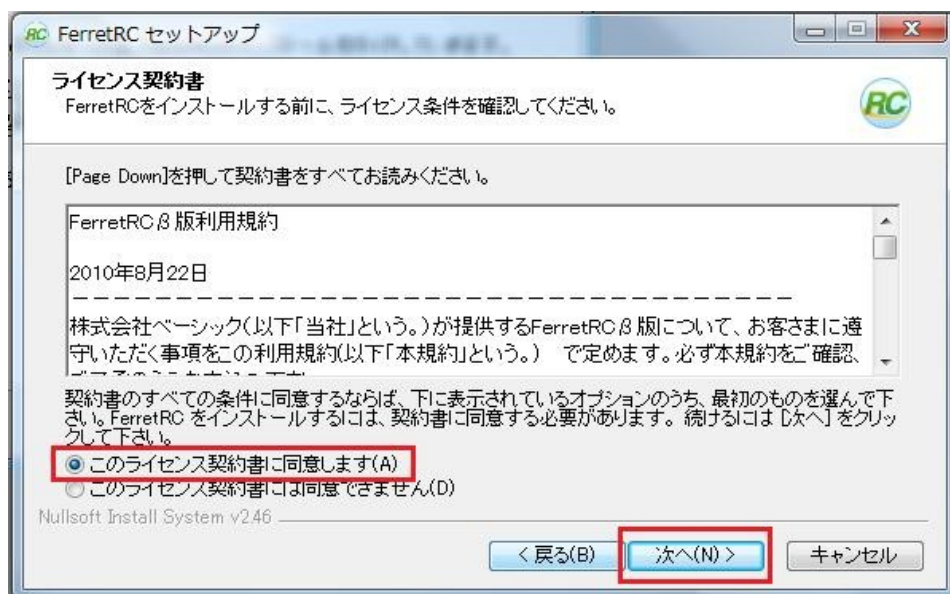 RC FerretRC セットアップ
ライセンス契約書
FerretRCをインストールする前に、ライセンス条件を確認してください。
RC
[Page Down]を押して契約書をすべてお読みください。
FerretRCβ版利用規約
2010年8月22日
－－－－－－－－－－－－－－－－－－－－－－－－－－－－－－－－－－－
株式会社ベーシック(以下「当社」という。)が提供するFerretRCβ版について、お客さまに遵
守いただく事項をこの利用規約(以下「本規約」という。)　で定めます。必ず本規約をご確認、
契約書のすべての条件に同意するならば、下に表示されているオプションのうち、最初のものを選んで下
さい。FerretRC をインストールするには、契約書に同意する必要があります。 続けるには [次へ] をクリッ
クして下さい。
このライセンス契約書に同意します(A)
このライセンス契約書には同意できません(D)
Nullsoft Install System v2.46
< 戻る(B)
次へ(N) >
キャンセル